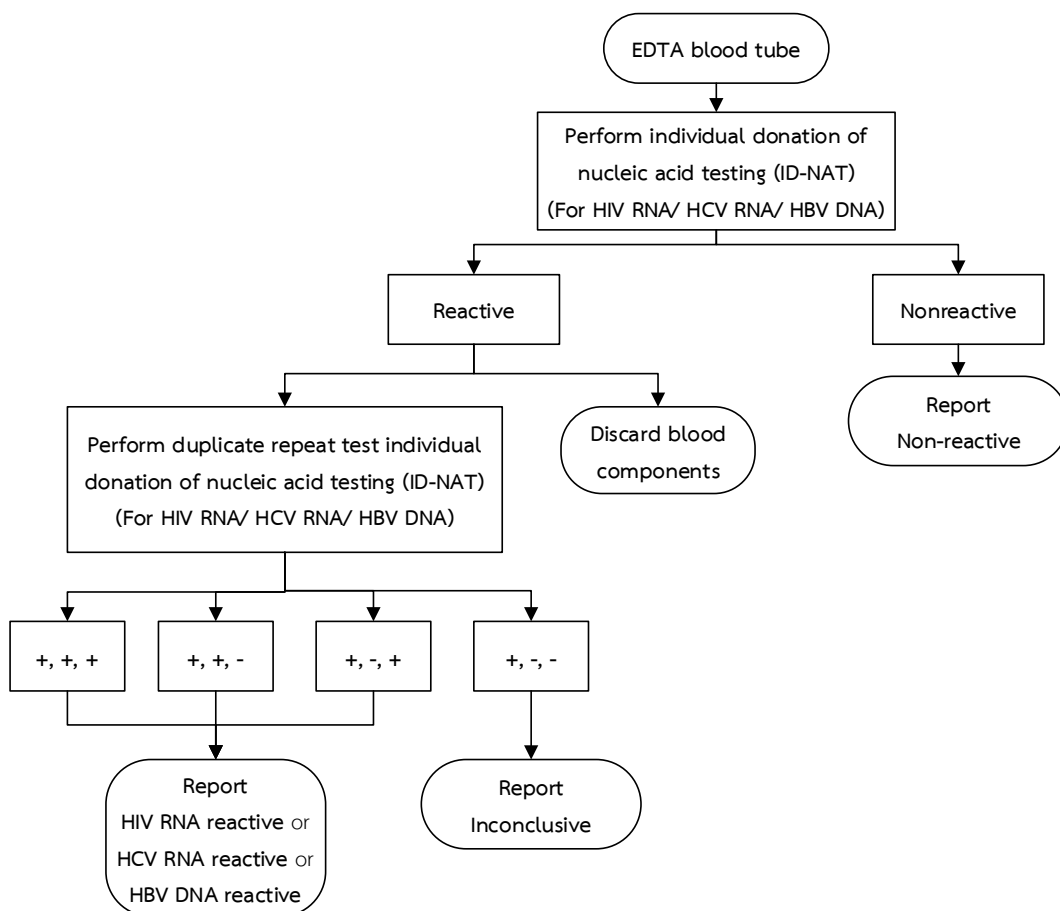 EDTA blood tube
Perform individual donation of
nucleic acid testing (ID-NAT)
(For HIV RNA/ HCV RNA/ HBV DNA)
Reactive
Nonreactive
Perform duplicate repeat test individual
donation of nucleic acid testing (ID-NAT)
(For HIV RNA/ HCV RNA/ HBV DNA)
Discard blood
components
Report
Non-reactive
+, +, +
+, +, -
+, -, +
+, -, -
Report
HIV RNA reactive or
HCV RNA reactive or
HBV DNA reactive
Report
Inconclusive